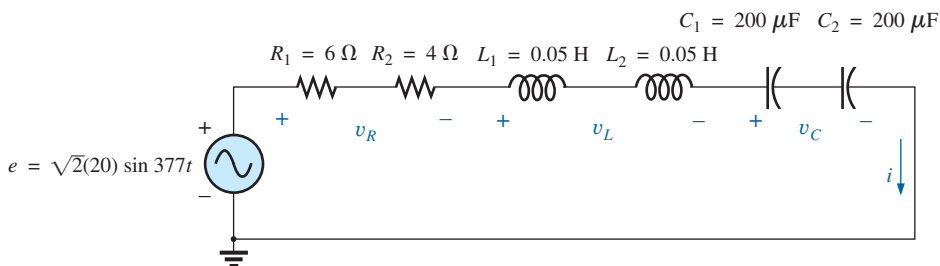 C₁ = 200 μF C₂ = 200 μF
R₁ = 6 Ω R₂ = 4 Ω L₁ = 0.05 H L₂ = 0.05 H
+ v_R − + v_L − + v_C −
+
e = √2(20) sin 377t
−
i